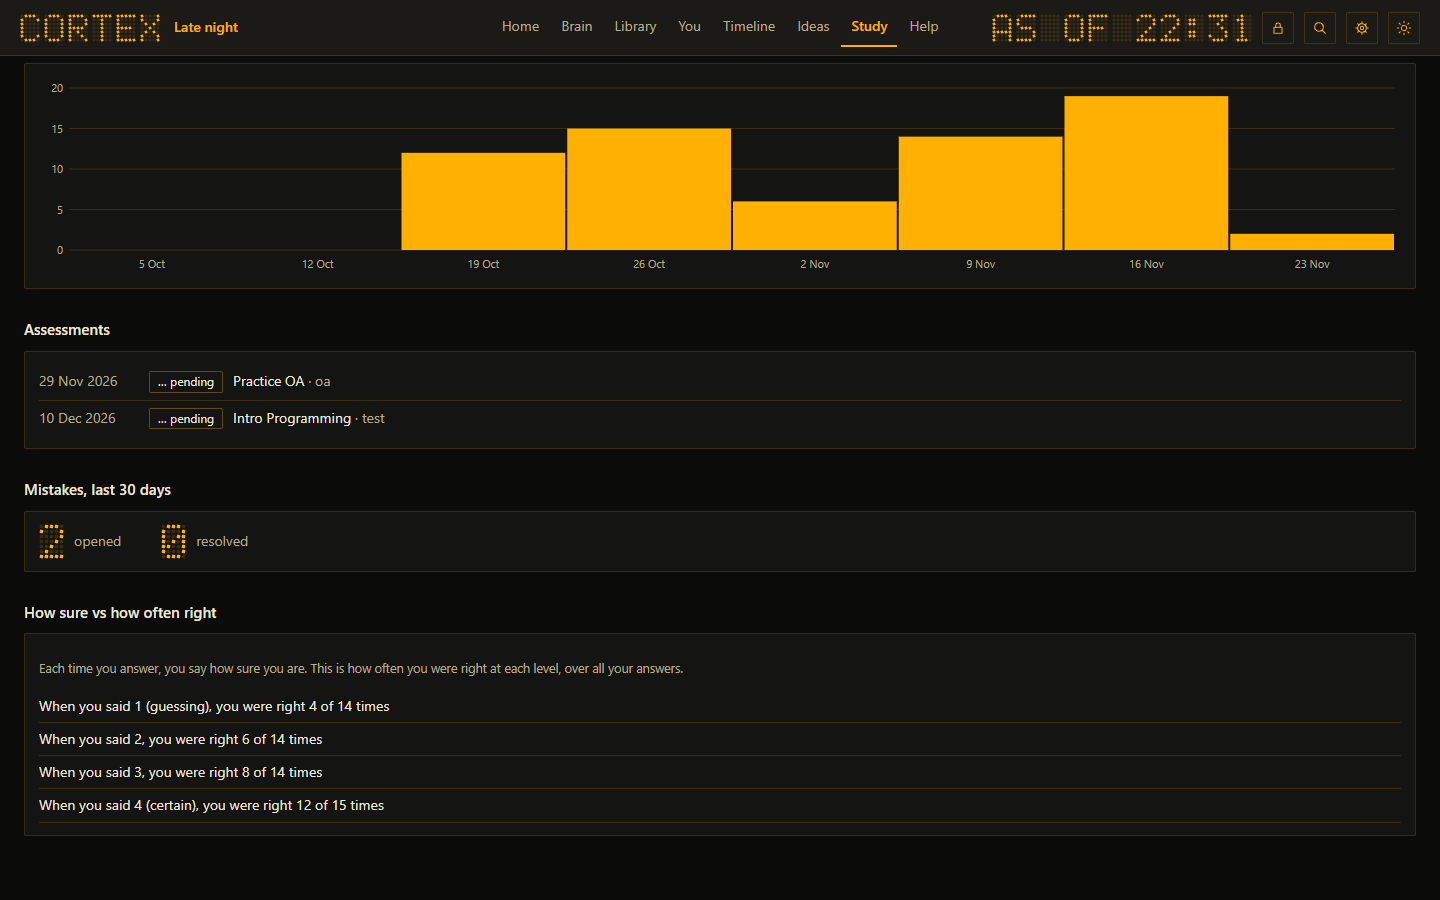 CORTEX Late night Home Brain Library You Timeline Ideas Study Help AS OF 22:31
20
15
10
5
0
5 Oct 12 Oct 19 Oct 26 Oct 2 Nov 9 Nov 16 Nov 23 Nov
Assessments
29 Nov 2026 ... pending Practice OA · oa
10 Dec 2026 ... pending Intro Programming · test
Mistakes, last 30 days
2 opened 0 resolved
How sure vs how often right
Each time you answer, you say how sure you are. This is how often you were right at each level, over all your answers.
When you said 1 (guessing), you were right 4 of 14 times
When you said 2, you were right 6 of 14 times
When you said 3, you were right 8 of 14 times
When you said 4 (certain), you were right 12 of 15 times